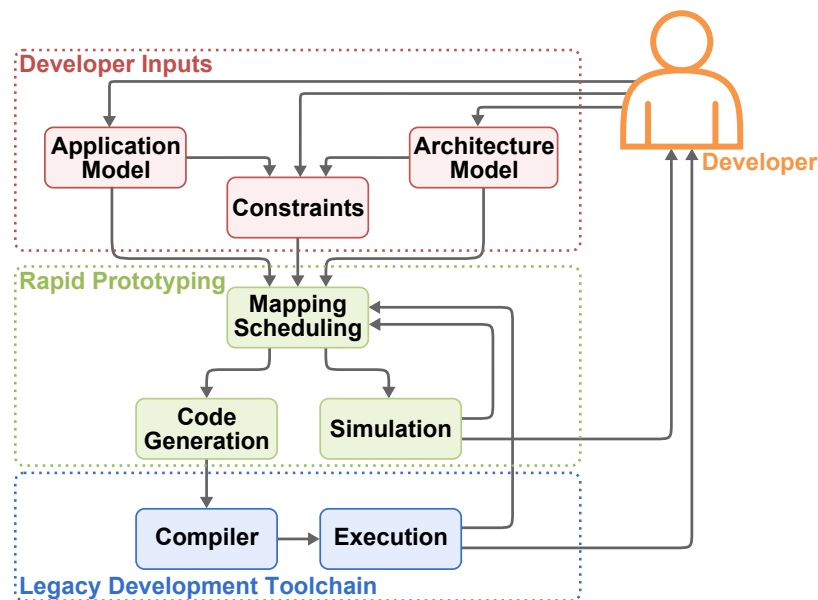 Developer Inputs
Application
Model
Architecture
Model
Developer
Constraints
Rapid Prototyping
Mapping
Scheduling
Code
Generation
Simulation
Compiler
Execution
Legacy Development Toolchain